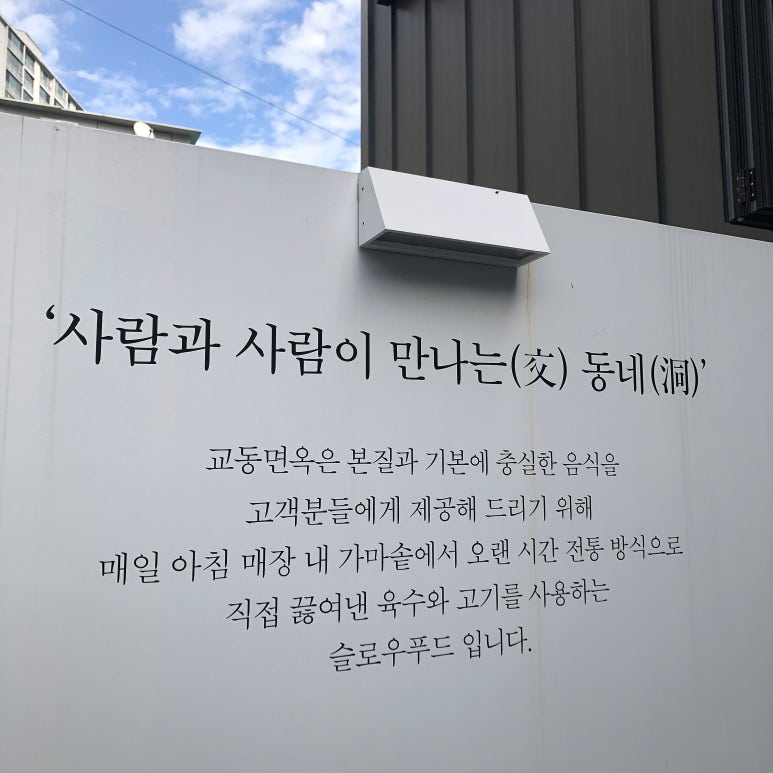 ‘사람과 사람이 만나는(交) 동네(洞)’
교동면옥은 본질과 기본에 충실한 음식을
고객분들에게 제공해 드리기 위해
매일 아침 매장 내 가마솥에서 오랜 시간 전통 방식으로
직접 끓여낸 육수와 고기를 사용하는
슬로우푸드 입니다.